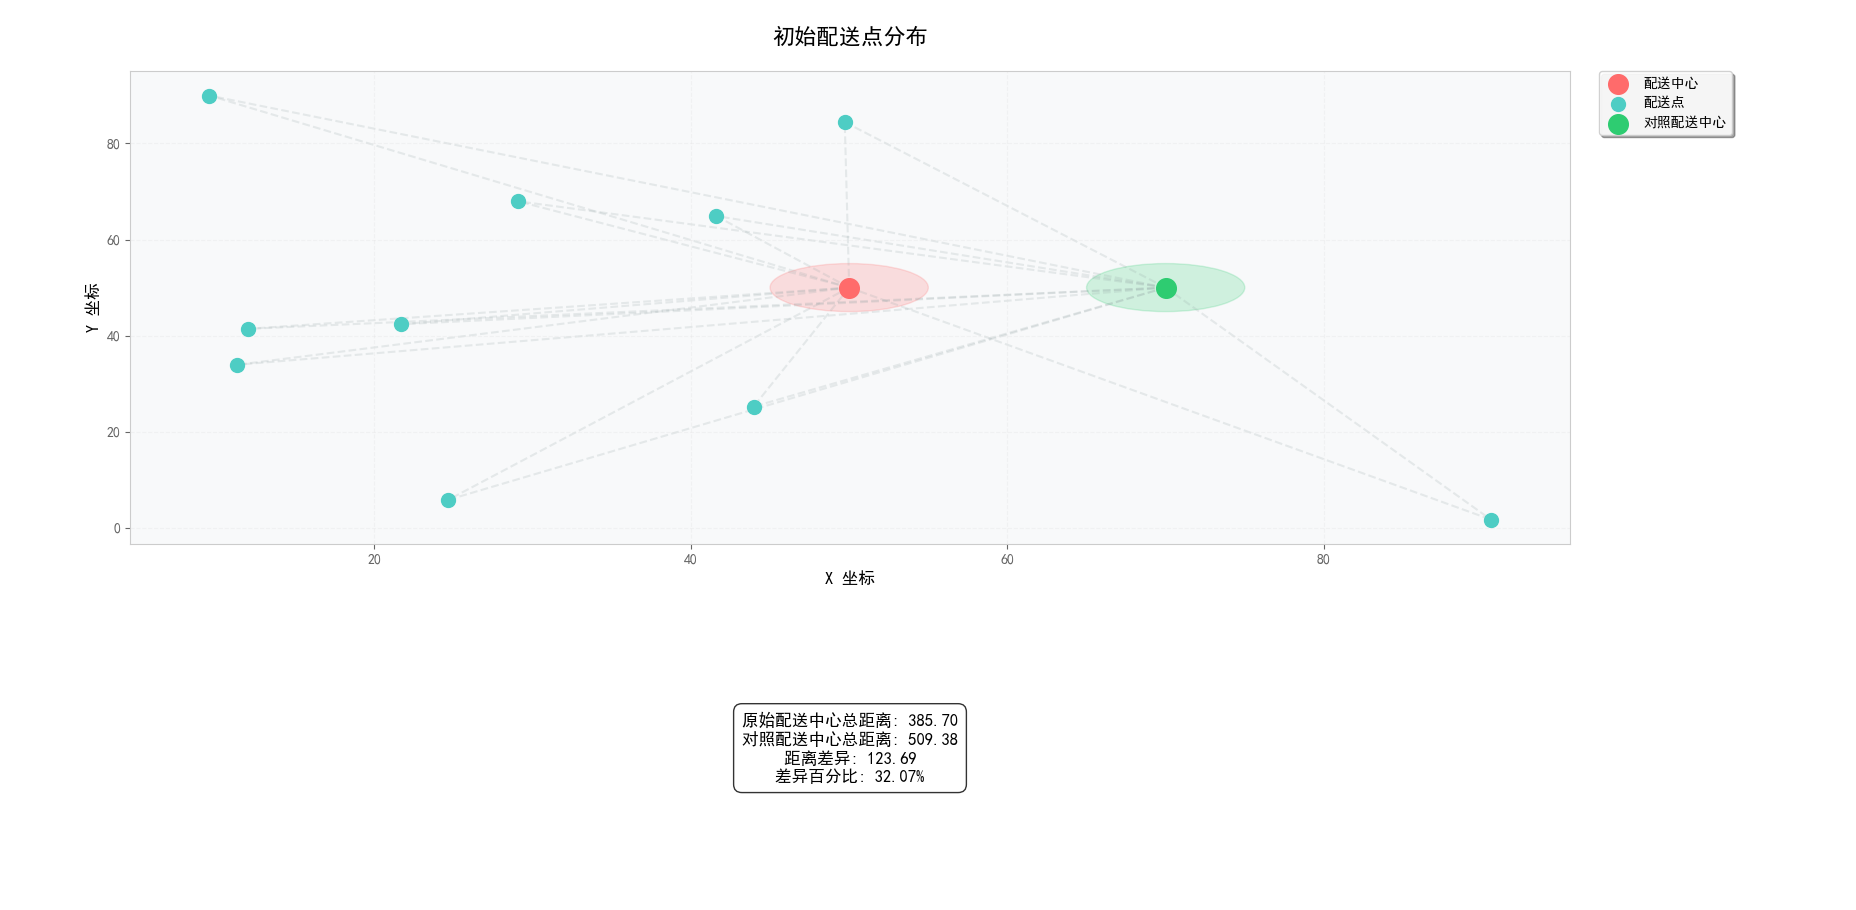 初始配送点分布
配送中心
配送点
对照配送中心
80
60
40
20
0
Y 坐标
20
40
60
80
X 坐标
原始配送中心总距离: 385.70
对照配送中心总距离: 509.38
距离差异: 123.69
差异百分比: 32.07%